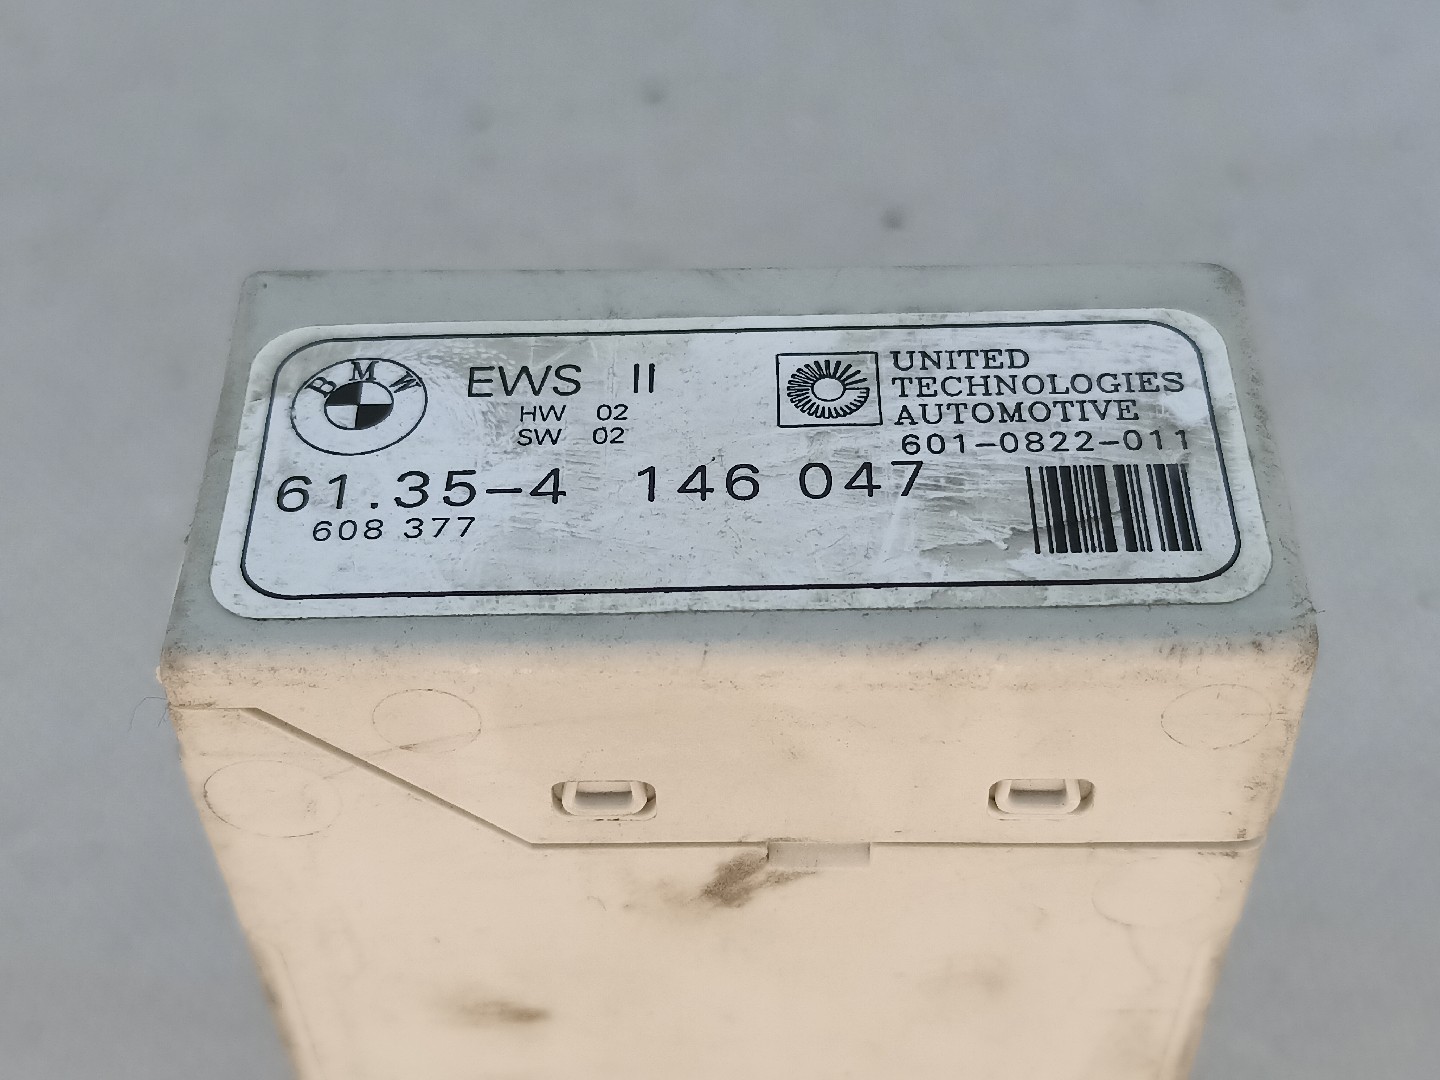 BMW
EWS II
HW 02
SW 02
61.35-4 146 047
608 377
UNITED
TECHNOLOGIES
AUTOMOTIVE
601-0822-011